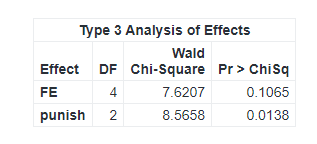 Type 3 Analysis of Effects
Effect DF Wald Chi-Square Pr > ChiSq
FE 4 7.6207 0.1065
punish 2 8.5658 0.0138